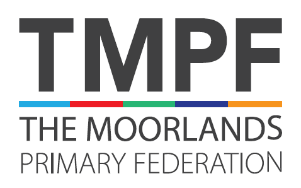 TMPF
THE MOORLANDS
PRIMARY FEDERATION